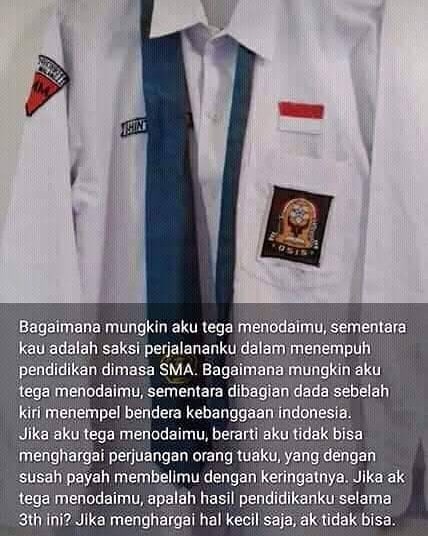 OSIS
Bagaimana mungkin aku tega menodaimu, sementara
kau adalah saksi perjalananku dalam menempuh
pendidikan dimasa SMA. Bagaimana mungkin aku
tega menodaimu, sementara dibagian dada sebelah
kiri menempel bendera kebanggaan indonesia.
Jika aku tega menodaimu, berarti aku tidak bisa
menghargai perjuangan orang tuaku, yang dengan
susah payah membelimu dengan keringatnya. Jika ak
tega menodaimu, apalah hasil pendidikanku selama
3th ini? Jika menghargai hal kecil saja, ak tidak bisa.